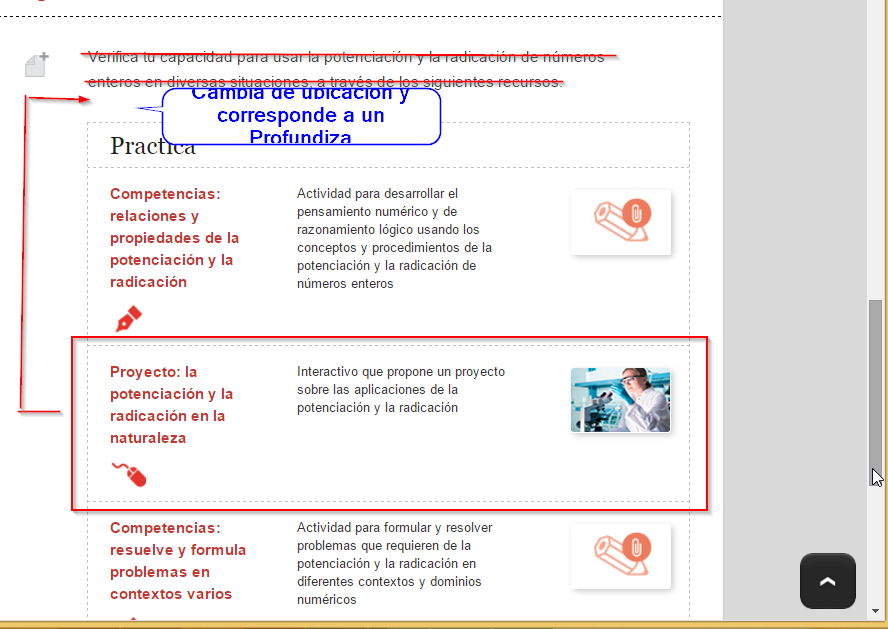 Verifica tu capacidad para usar la potenciación y la radicación de números
enteros en diversas situaciones, a través de los siguientes recursos.
Cambia de ubicación y
corresponde a un
Profundiza
Practica
Competencias:
relaciones y
propiedades de la
potenciación y la
radicación
Actividad para desarrollar el
pensamiento numérico y de
razonamiento lógico usando los
conceptos y procedimientos de la
potenciación y la radicación de
números enteros
Proyecto: la
potenciación y la
radicación en la
naturaleza
Interactivo que propone un proyecto
sobre las aplicaciones de la
potenciación y la radicación
Competencias:
resuelve y formula
problemas en
contextos varios
Actividad para formular y resolver
problemas que requieren de la
potenciación y la radicación en
diferentes contextos y dominios
numéricos